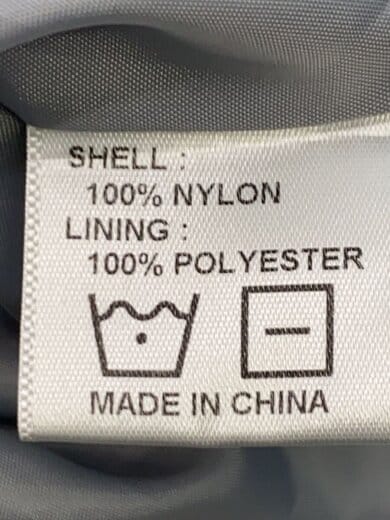 SHELL :
100% NYLON
LINING :
100% POLYESTER
MADE IN CHINA